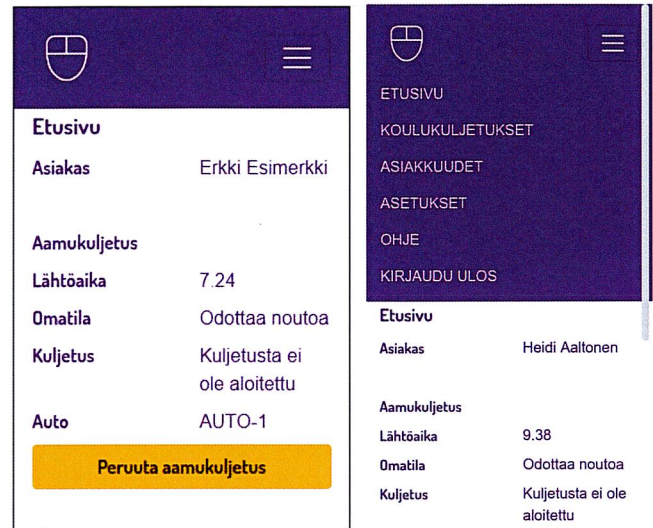 Etusivu
Asiakas Erkki Esimerkki
Aamukuljetus
Lähtöaika 7.24
Omatila Odottaa noutoa
Kuljetus Kuljetusta ei
ole aloitettu
Auto AUTO-1
Peruuta aamukuljetus
ETUSIVU
KOULUKULJETUKSET
ASIAKKUUDET
ASETUKSET
OHJE
KIRJAUDU ULOS
Etusivu
Asiakas Heidi Aaltonen
Aamukuljetus
Lähtöaika 9.38
Omatila Odottaa noutoa
Kuljetus Kuljetusta ei ole
aloitettu